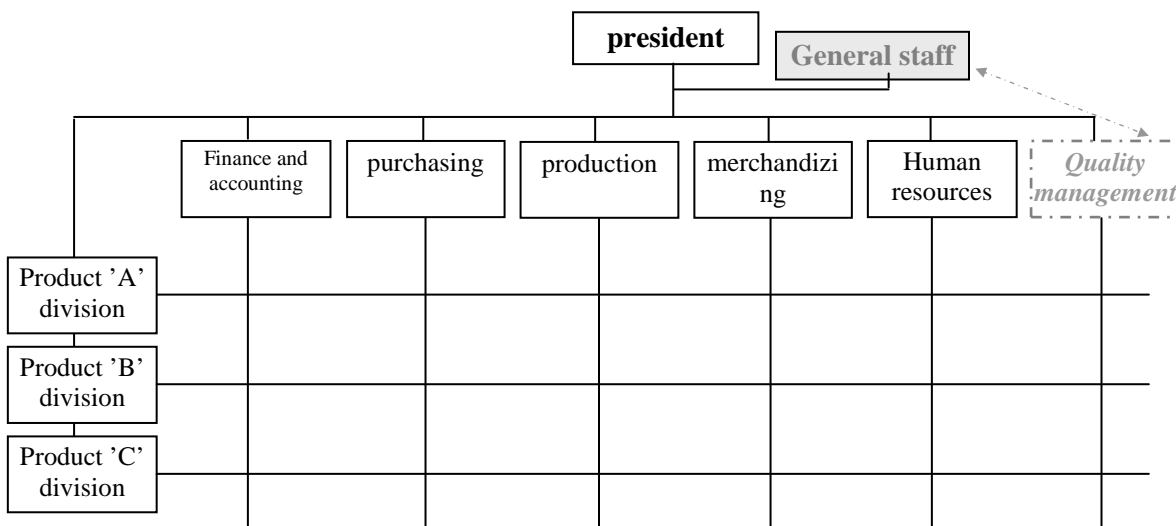 president
General staff
Finance and
accounting
purchasing
production
merchandizi
ng
Human
resources
Quality
management
Product ’A’
division
Product ’B’
division
Product ’C’
division